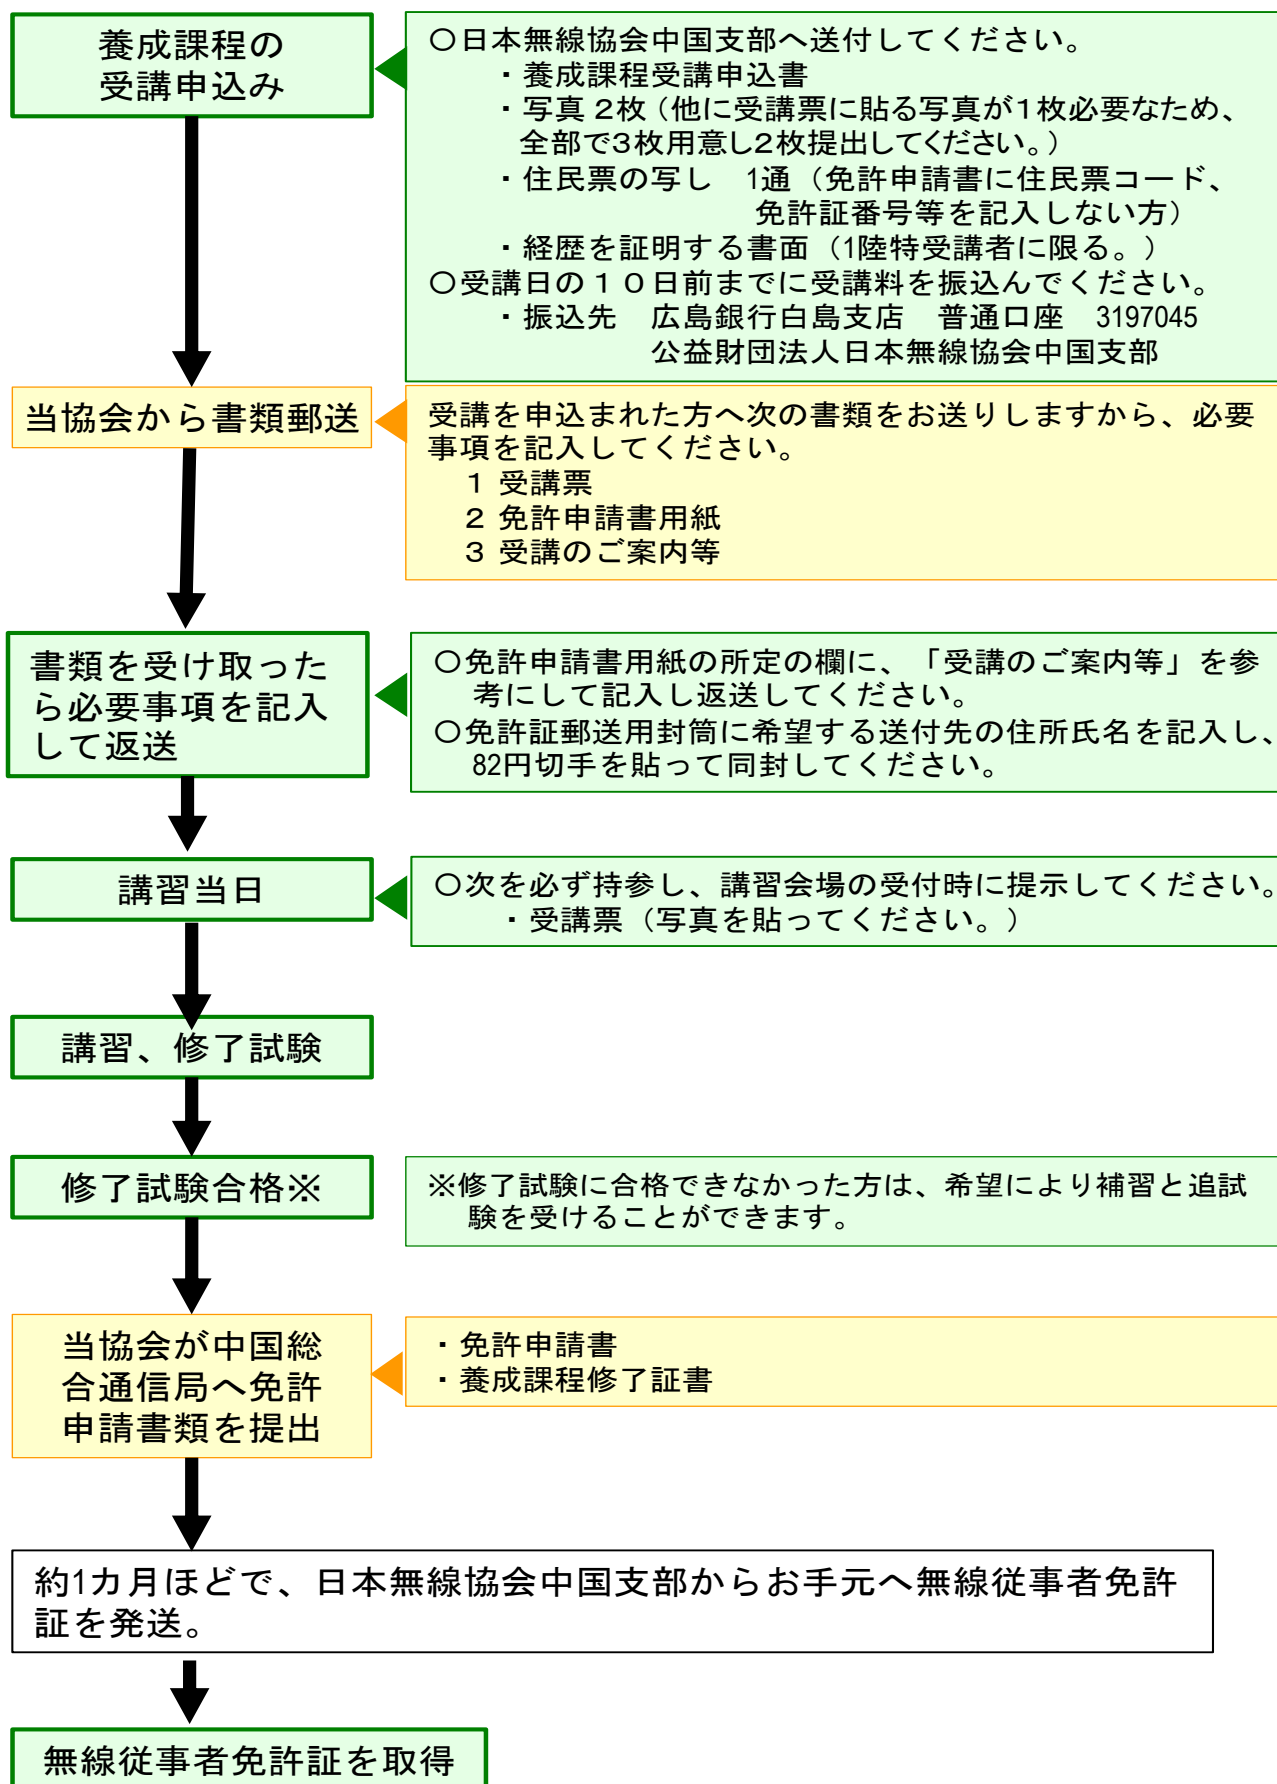 養成課程の
受講申込み
〇日本無線協会中国支部へ送付してください。
・養成課程受講申込書
・写真 2枚（他に受講票に貼る写真が1枚必要なため、
全部で3枚用意し2枚提出してください。）
・住民票の写し　1通（免許申請書に住民票コード、
免許証番号等を記入しない方）
・経歴を証明する書面（1陸特受講者に限る。）
〇受講日の１０日前までに受講料を振込んでください。
・振込先　広島銀行白島支店　普通口座　3197045
公益財団法人日本無線協会中国支部
当協会から書類郵送
受講を申込まれた方へ次の書類をお送りしますから、必要
事項を記入してください。
１ 受講票
２ 免許申請書用紙
３ 受講のご案内等
書類を受け取った
ら必要事項を記入
して返送
〇免許申請書用紙の所定の欄に、「受講のご案内等」を参
考にして記入し返送してください。
〇免許証郵送用封筒に希望する送付先の住所氏名を記入し、
82円切手を貼って同封してください。
講習当日
〇次を必ず持参し、講習会場の受付時に提示してください。
・受講票（写真を貼ってください。）
講習、修了試験
修了試験合格※
※修了試験に合格できなかった方は、希望により補習と追試
験を受けることができます。
当協会が中国総
合通信局へ免許
申請書類を提出
・免許申請書
・養成課程修了証書
約1カ月ほどで、日本無線協会中国支部からお手元へ無線従事者免許
証を発送。
無線従事者免許証を取得